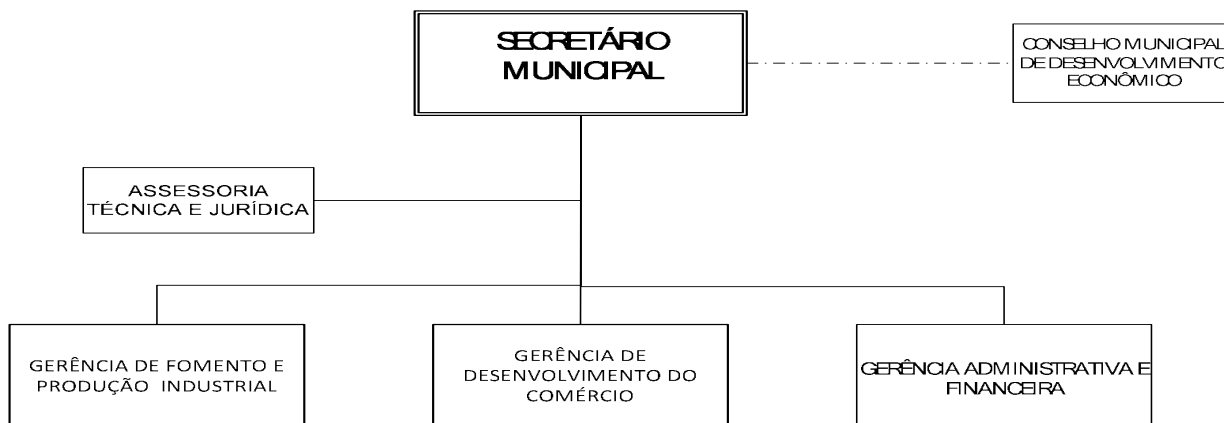 SECRETÁRIO
MUNICIPAL
CONSELHO MUNICIPAL
DE DESENVOLVIMENTO
ECONÔMICO
ASSESSORIA
TÉCNICA E JURÍDICA
GERÊNCIA DE FOMENTO E
PRODUÇÃO INDUSTRIAL
GERÊNCIA DE
DESENVOLVIMENTO DO
COMÉRCIO
GERÊNCIA ADMINISTRATIVA E
FINANCEIRA